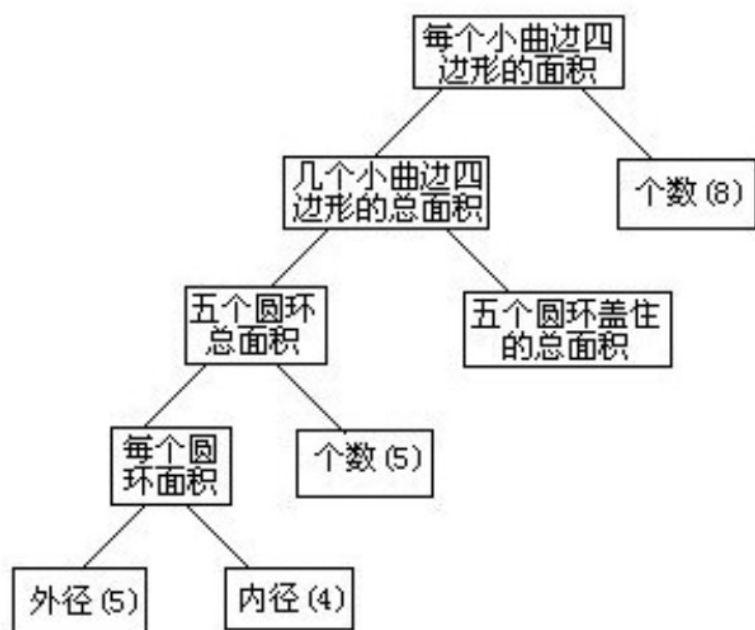 每个小曲边四
边形的面积
几个小曲边四
边形的总面积
个数(8)
五个圆环
总面积
五个圆环盖住
的总面积
每个圆
环面积
个数(5)
外径(5)
内径(4)